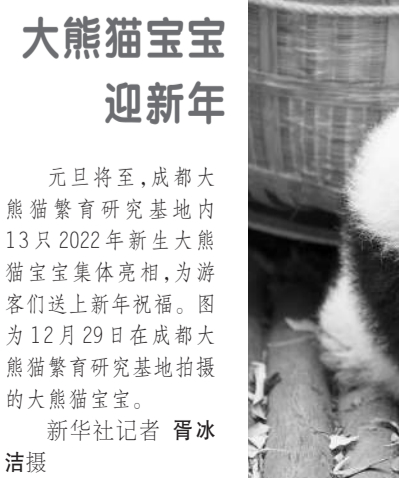 大熊猫宝宝
迎新年
元旦将至,成都大
熊猫繁育研究基地内
13只2022年新生大熊
猫宝宝集体亮相,为游
客们送上新年祝福。图
为12月29日在成都大
熊猫繁育研究基地拍摄
的大熊猫宝宝。
新华社记者 胥冰
洁摄